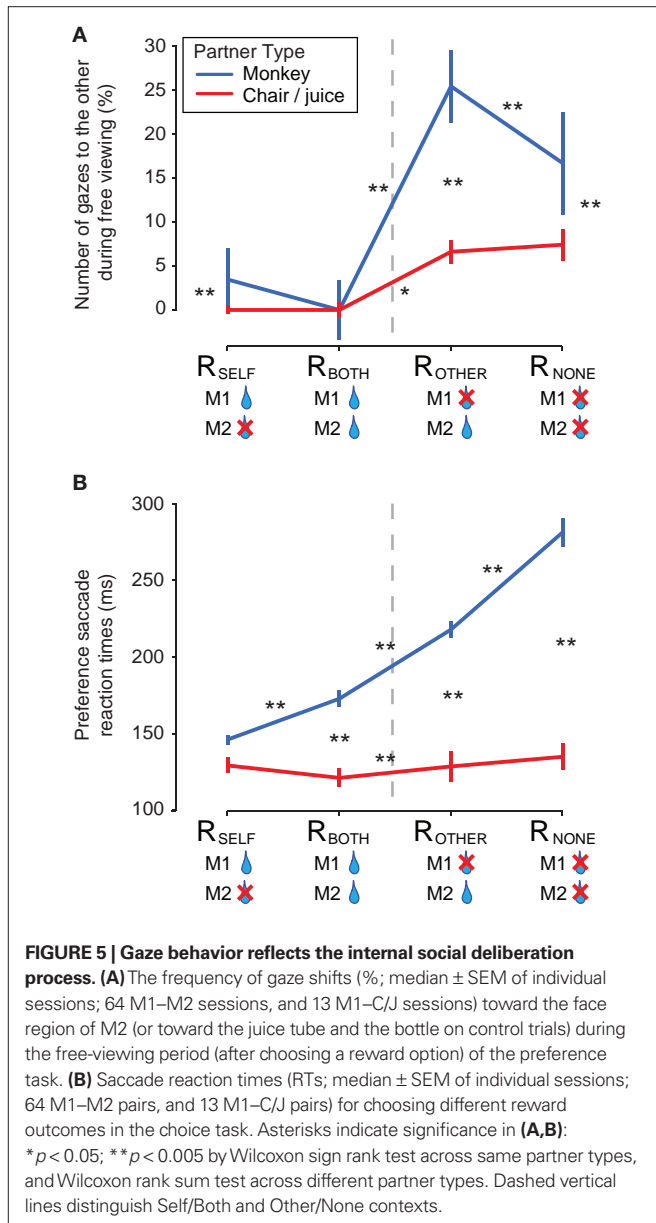 A
Partner Type
Monkey
Chair / juice
Number of gazes to the other
during free viewing (%)
30
25
20
15
10
5
0
**
**
*
**
**
**
R SELF
R BOTH
R OTHER
R NONE
M1 M1 M1 M1
M2 M2 M2 M2
B
Preference saccade
reaction times (ms)
300
250
200
150
100
**
**
**
**
**
**
**
R SELF
R BOTH
R OTHER
R NONE
M1 M1 M1 M1
M2 M2 M2 M2
FIGURE 5 | Gaze behavior reflects the internal social deliberation
process. (A) The frequency of gaze shifts (%; median ± SEM of individual
sessions; 64 M1–M2 sessions, and 13 M1–C/J sessions) toward the face
region of M2 (or toward the juice tube and the bottle on control trials) during
the free-viewing period (after choosing a reward option) of the preference
task. (B) Saccade reaction times (RTs; median ± SEM of individual sessions;
64 M1–M2 pairs, and 13 M1–C/J pairs) for choosing different reward
outcomes in the choice task. Asterisks indicate significance in (A,B):
*p < 0.05; **p < 0.005 by Wilcoxon sign rank test across same partner types,
and Wilcoxon rank sum test across different partner types. Dashed vertical
lines distinguish Self/Both and Other/None contexts.